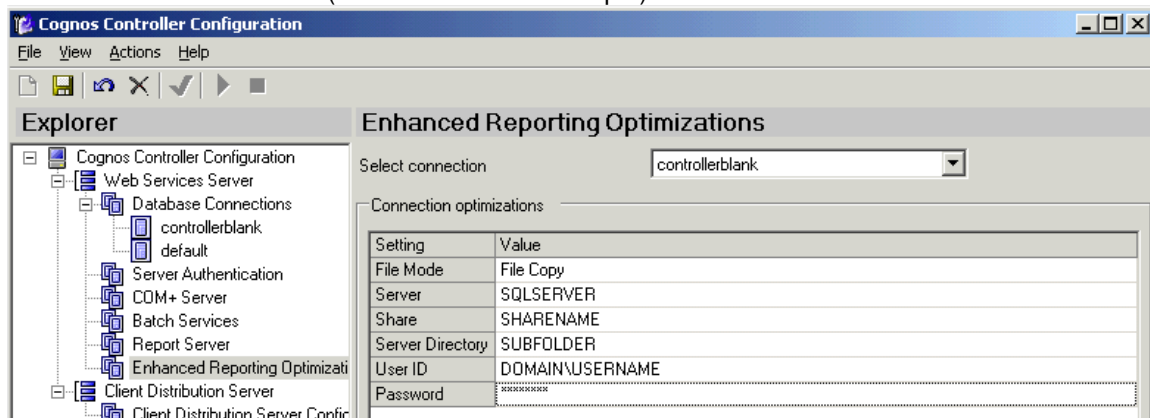 Cognos Controller Configuration
File View Actions Help
Explorer
Enhanced Reporting Optimizations
Cognos Controller Configuration
Web Services Server
Database Connections
controllerblank
default
Server Authentication
COM+ Server
Batch Services
Report Server
Enhanced Reporting Optimizati
Client Distribution Server
Client Distribution Server Config
Select connection controllerblank
Connection optimizations
Setting Value
File Mode File Copy
Server SQLSERVER
Share SHARENAME
Server Directory SUBFOLDER
User ID DOMAIN\USERNAME
Password ********